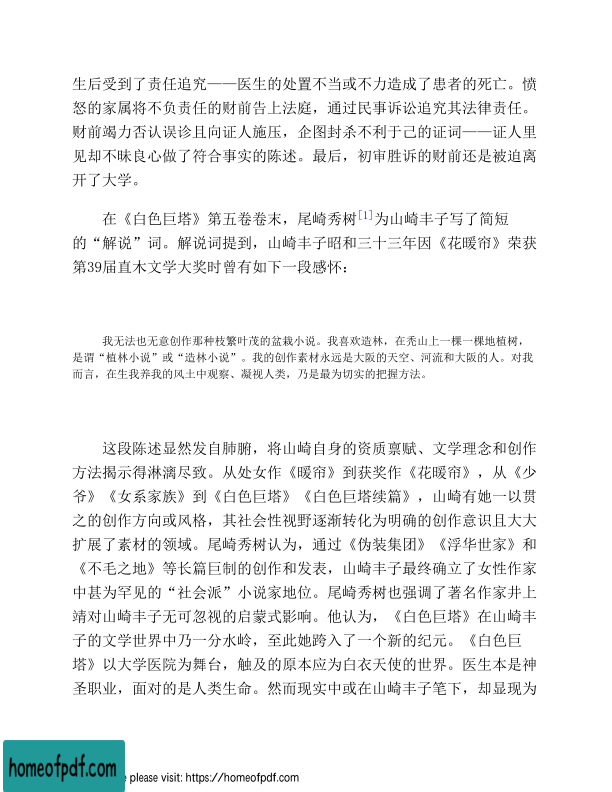 生后受到了责任追究——医生的处置不当或不力造成了患者的死亡。愤
怒的家属将不负责任的财前告上法庭，通过民事诉讼追究其法律责任。
财前竭力否认误诊且向证人施压，企图封杀不利于己的证词——证人里
见却不昧良心做了符合事实的陈述。最后，初审胜诉的财前还是被迫离
开了大学。
在《白色巨塔》第五卷卷末，尾崎秀树[1]为山崎丰子写了简短
的“解说”词。解说词提到，山崎丰子昭和三十三年因《花暖帘》荣获
第39届直木文学大奖时曾有如下一段感怀：
我无法也无意创作那种枝繁叶茂的盆栽小说。我喜欢造林，在秃山上一棵一棵地植树，
是谓“植林小说”或“造林小说”。我的创作素材永远是大阪的天空、河流和大阪的人。对我
而言，在生我养我的风土中观察、凝视人类，乃是最为切实的把握方法。
这段陈述显然发自肺腑，将山崎自身的资质禀赋、文学理念和创作
方法揭示得淋漓尽致。从处女作《暖帘》到获奖作《花暖帘》，从《少
爷》《女系家族》到《白色巨塔》《白色巨塔续篇》，山崎有她一以贯
之的创作方向或风格，其社会性视野逐渐转化为明确的创作意识且大大
扩展了素材的领域。尾崎秀树认为，通过《伪装集团》《浮华世家》和
《不毛之地》等长篇巨制的创作和发表，山崎丰子最终确立了女性作家
中甚为罕见的“社会派”小说家地位。尾崎秀树也强调了著名作家井上
靖对山崎丰子无可忽视的启蒙式影响。他认为，《白色巨塔》在山崎丰
子的文学世界中乃一分水岭，至此她跨入了一个新的纪元。《白色巨
塔》以大学医院为舞台，触及的原本应为白衣天使的世界。医生本是神
圣职业，面对的是人类生命。然而现实中或在山崎丰子笔下，却显现为
homeofpdf.com
e please visit: https://homeofpdf.com